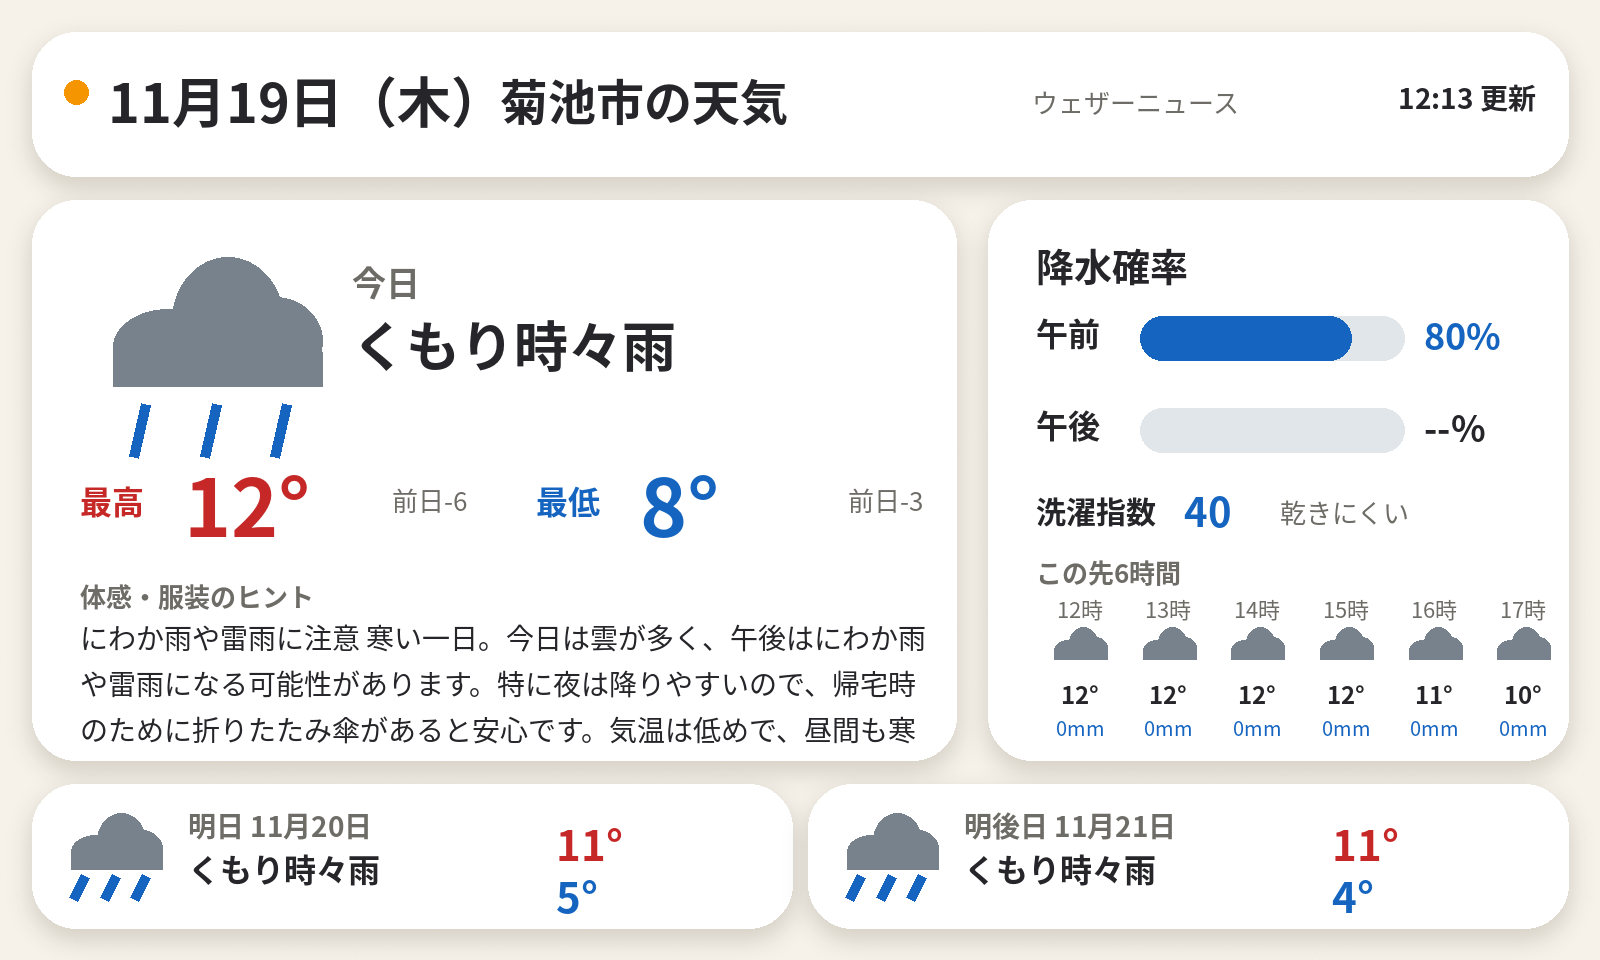 11月19日（木）菊池市の天気
ウェザーニュース
12:13 更新
今日
くもり時々雨
最高 12° 前日-6 最低 8° 前日-3
体感・服装のヒント
にわか雨や雷雨に注意 寒い一日。今日は雲が多く、午後はにわか雨
や雷雨になる可能性があります。特に夜は降りやすいので、帰宅時
のために折りたたみ傘があると安心です。気温は低めで、昼間も寒
降水確率
午前 80%
午後 --%
洗濯指数 40 乾きにくい
この先6時間
12時 13時 14時 15時 16時 17時
12° 12° 12° 12° 11° 10°
0mm 0mm 0mm 0mm 0mm 0mm
明日 11月20日
くもり時々雨
11°
5°
明後日 11月21日
くもり時々雨
11°
4°